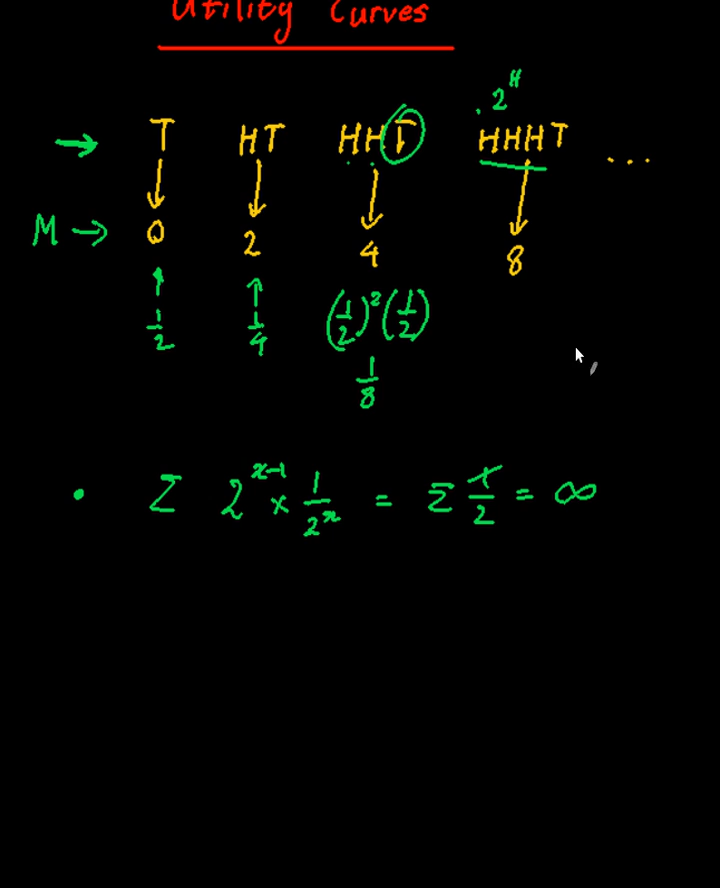 Utility Curves
2^H
→ T HT HHT HHHT ...
M → 0 2 4 8
1/2 1/4 (1/2)^2 (1/2)
1/8
• Σ 2^{x-1} × 1/2^x = Σ 1/2 = ∞